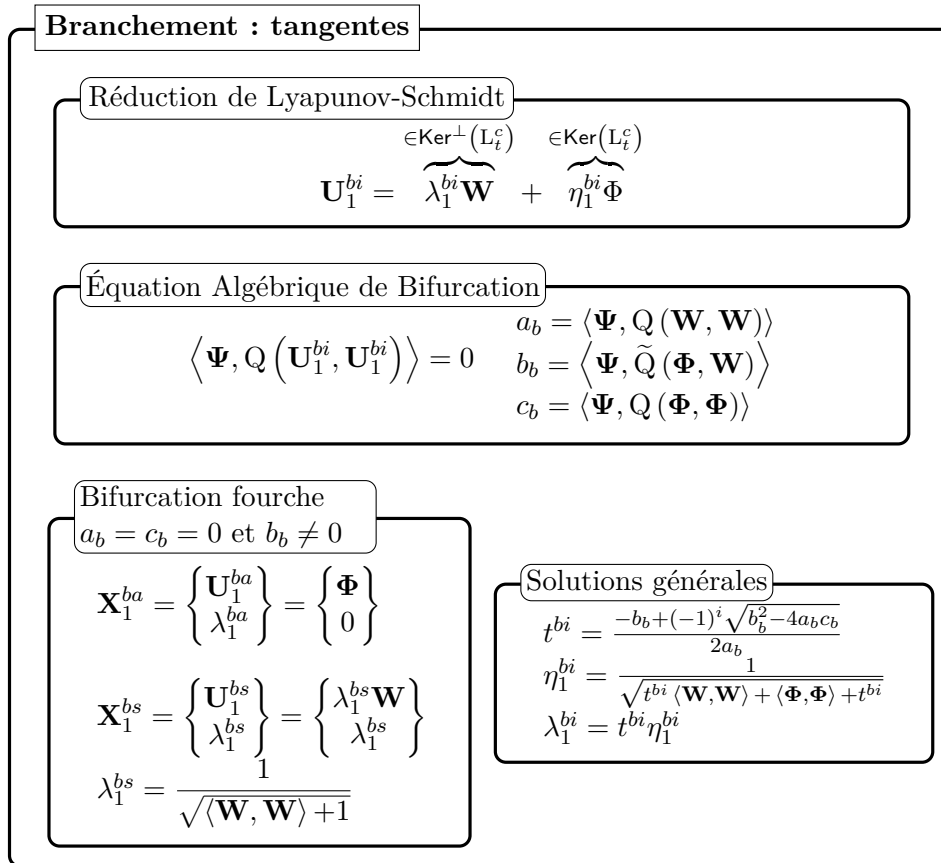 Branchement : tangentes
Réduction de Lyapunov-Schmidt
∈Ker⊥(L_t^c) ∈Ker(L_t^c)
U_1^{bi} = λ_1^{bi}W + η_1^{bi}Φ
Équation Algébrique de Bifurcation
⟨Ψ, Q(U_1^{bi}, U_1^{bi})⟩ = 0
a_b = ⟨Ψ, Q(W, W)⟩
b_b = ⟨Ψ, Q̃(Φ, W)⟩
c_b = ⟨Ψ, Q(Φ, Φ)⟩
Bifurcation fourche
a_b = c_b = 0 et b_b ≠ 0
X_1^{ba} = {U_1^{ba} λ_1^{ba}} = {Φ 0}
X_1^{bs} = {U_1^{bs} λ_1^{bs}} = {λ_1^{bs}W λ_1^{bs}}
λ_1^{bs} = 1 / √(⟨W, W⟩ +1)
Solutions générales
t^{bi} = (−b_b+(−1)^i √(b_b^2−4a_b c_b)) / (2a_b)
η_1^{bi} = 1 / √(t^{bi} ⟨W,W⟩ + ⟨Φ,Φ⟩ +t^{bi})
λ_1^{bi} = t^{bi}η_1^{bi}